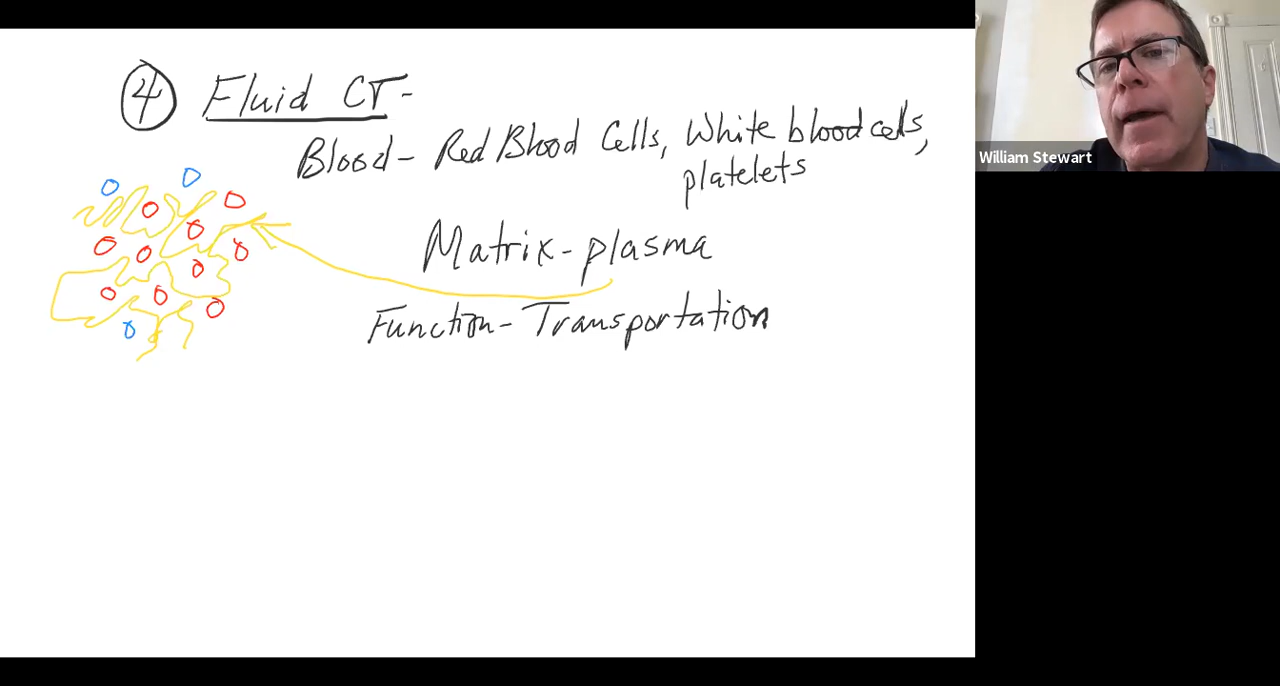 ④ Fluid CT-
Blood- Red Blood Cells, White blood cells,
platelets
Matrix-plasma
Function- Transportation
William Stewart